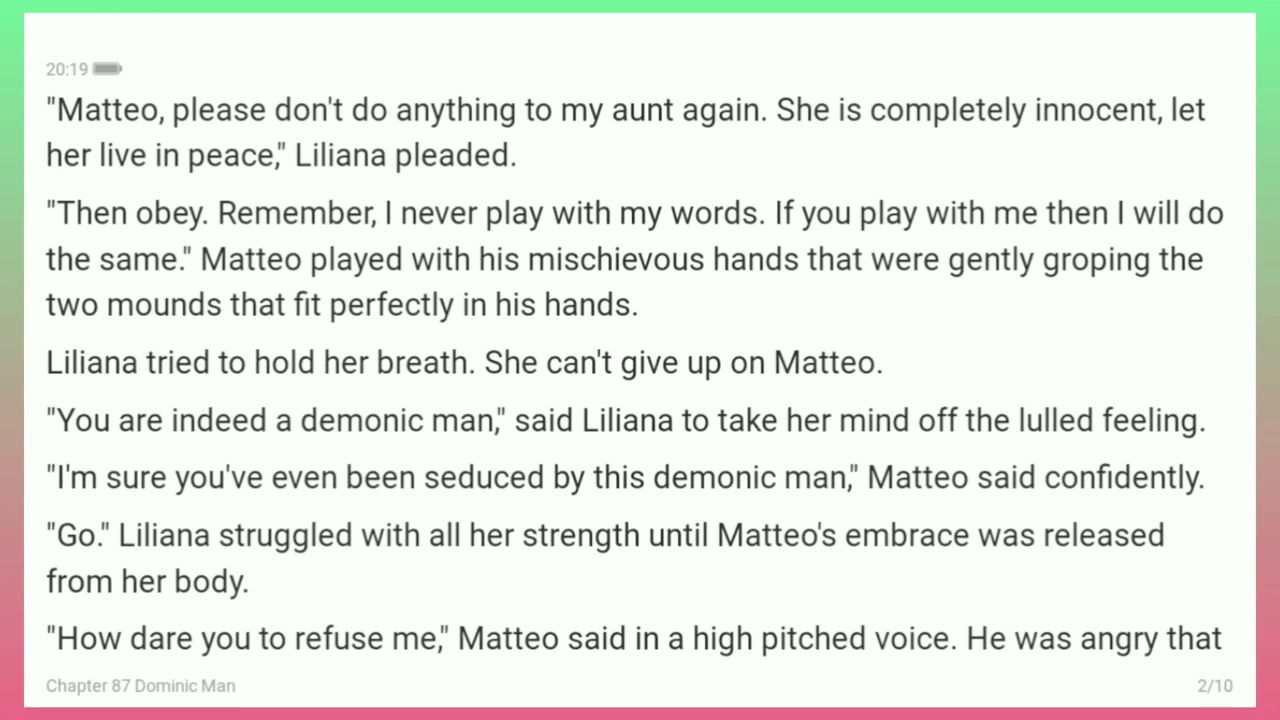 20:19
"Matteo, please don't do anything to my aunt again. She is completely innocent, let
her live in peace," Liliana pleaded.
"Then obey. Remember, I never play with my words. If you play with me then I will do
the same." Matteo played with his mischievous hands that were gently groping the
two mounds that fit perfectly in his hands.
Liliana tried to hold her breath. She can't give up on Matteo.
"You are indeed a demonic man," said Liliana to take her mind off the lulled feeling.
"I'm sure you've even been seduced by this demonic man," Matteo said confidently.
"Go." Liliana struggled with all her strength until Matteo's embrace was released
from her body.
"How dare you to refuse me," Matteo said in a high pitched voice. He was angry that
Chapter 87 Dominic Man
2/10